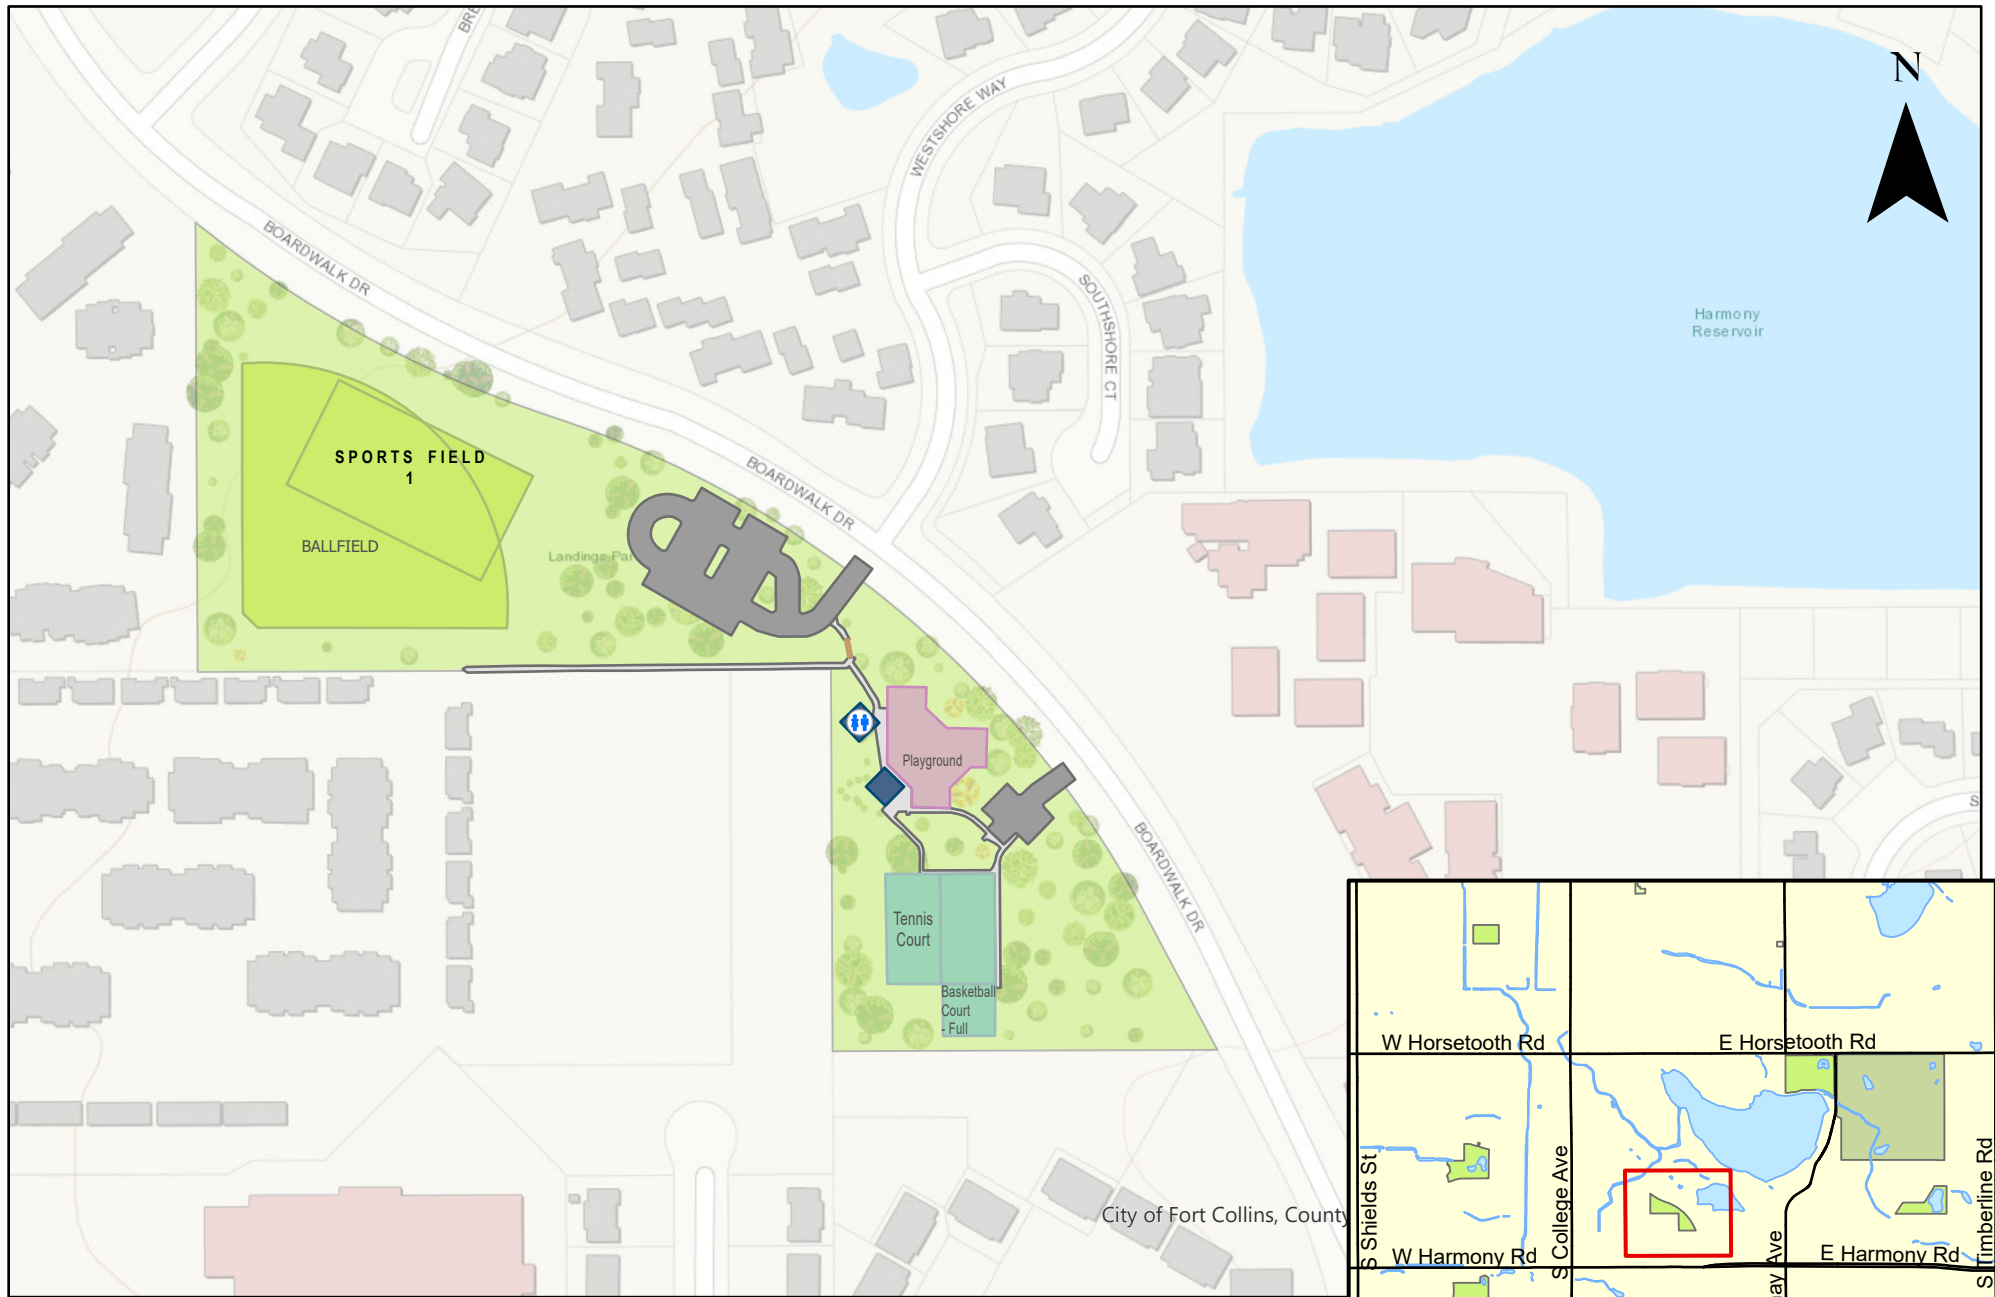 N
WESTSHORE WAY
BOARDWALK DR
SOUTHSHORE CT
Harmony
Reservoir
SPORTS FIELD
1
BOARDWALK DR
BALLFIELD
Landings
Playground
BOARDWALK DR
Tennis
Court
Basketball
Court
- Full
City of Fort Collins, County
W Horsetooth Rd
E Horsetooth Rd
S Shields St
S College Ave
S Timberline Rd
W Harmony Rd
E Harmony Rd
Ave